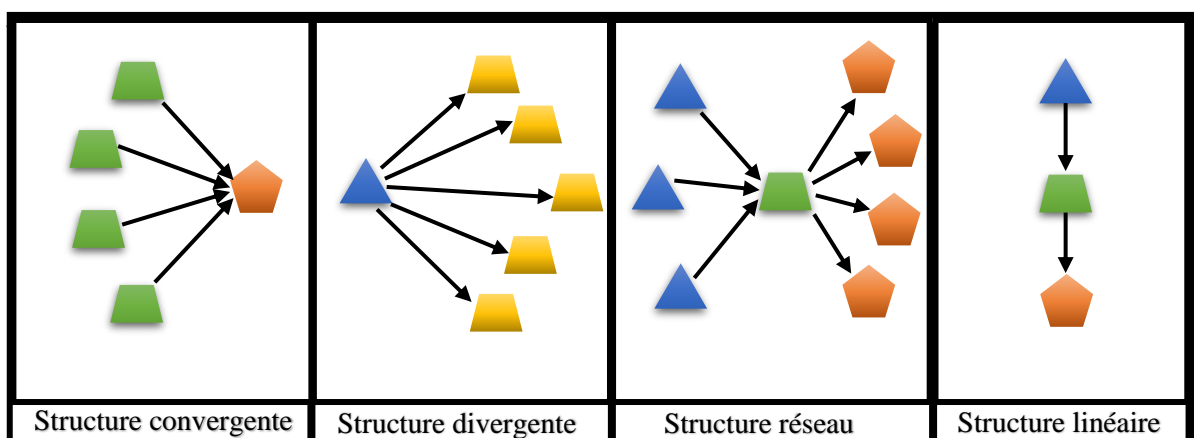 Structure convergente
Structure divergente
Structure réseau
Structure linéaire